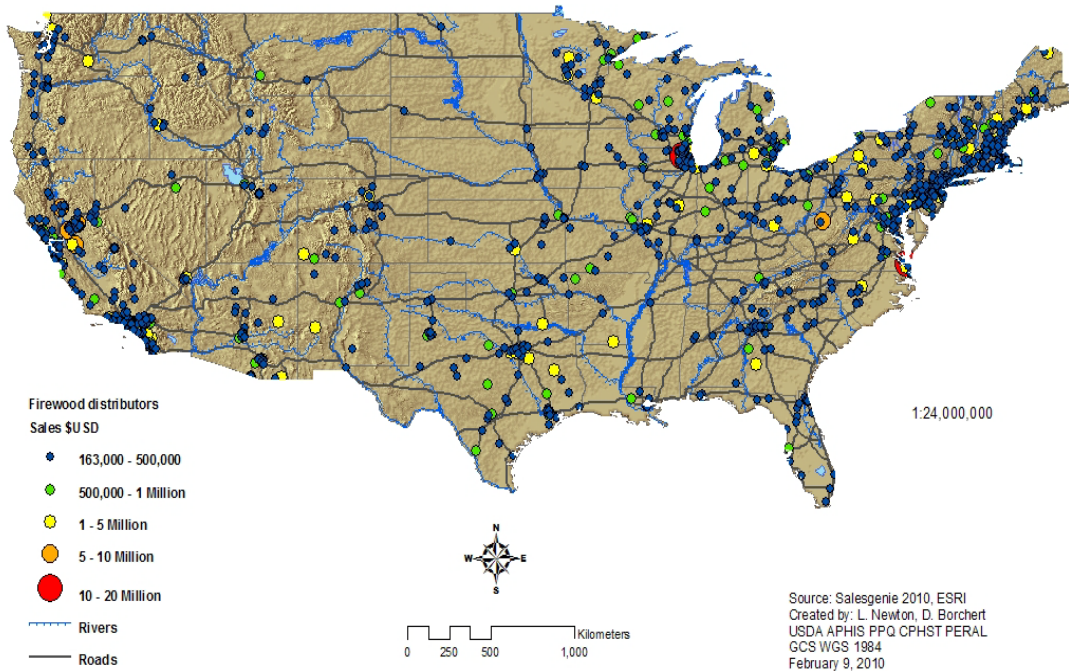 1:24,000,000
Firewood distributors
Sales $USD
163,000 - 500,000
500,000 - 1 Million
1 - 5 Million
5 - 10 Million
10 - 20 Million
Rivers
Roads
N
W E
S
Kilometers
0 250 500 1,000
Source: Salesgenie 2010, ESRI
Created by: L. Newton, D. Borchert
USDA APHIS PPQ CPHST PERAL
GCS WGS 1984
February 9, 2010